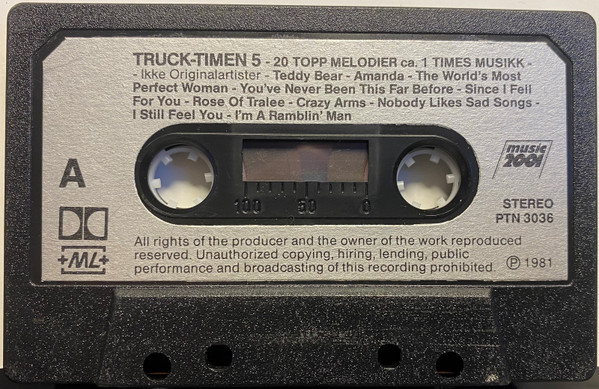 TRUCK-TIMEN 5 - 20 TOPP MELODIER ca. 1 TIMES MUSIKK -
- Ikke Originalartister - Teddy Bear - Amanda - The World's Most
Perfect Woman - You've Never Been This Far Before - Since I Fell
For You - Rose Of Tralee - Crazy Arms - Nobody Likes Sad Songs -
I Still Feel You - I'm A Ramblin' Man
music
2001
A
100 50 0
STEREO
PTN 3036
+ML+
All rights of the producer and the owner of the work reproduced
reserved. Unauthorized copying, hiring, lending, public
performance and broadcasting of this recording prohibited.
℗ 1981